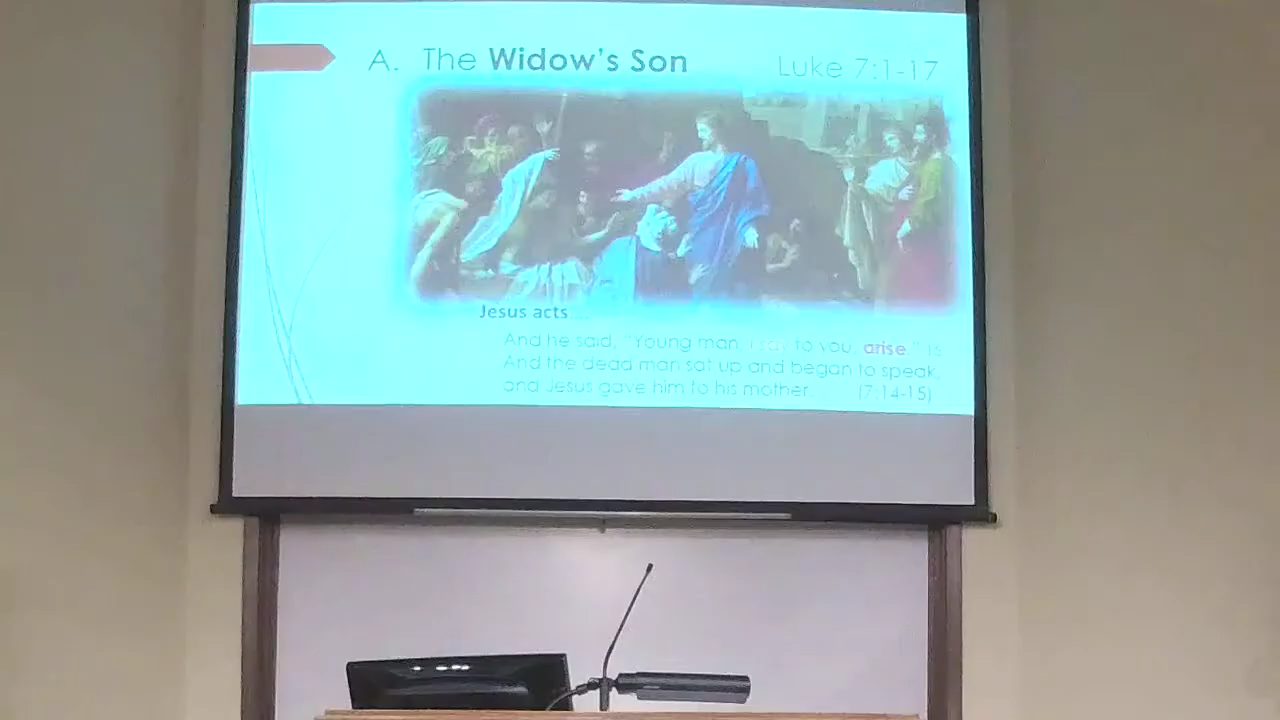 A. The Widow's Son Luke 7:1-17
Jesus acts...
And he said, "Young man, I say to you, arise." 15
And the dead man sat up and began to speak,
and Jesus gave him to his mother. (7:14-15)